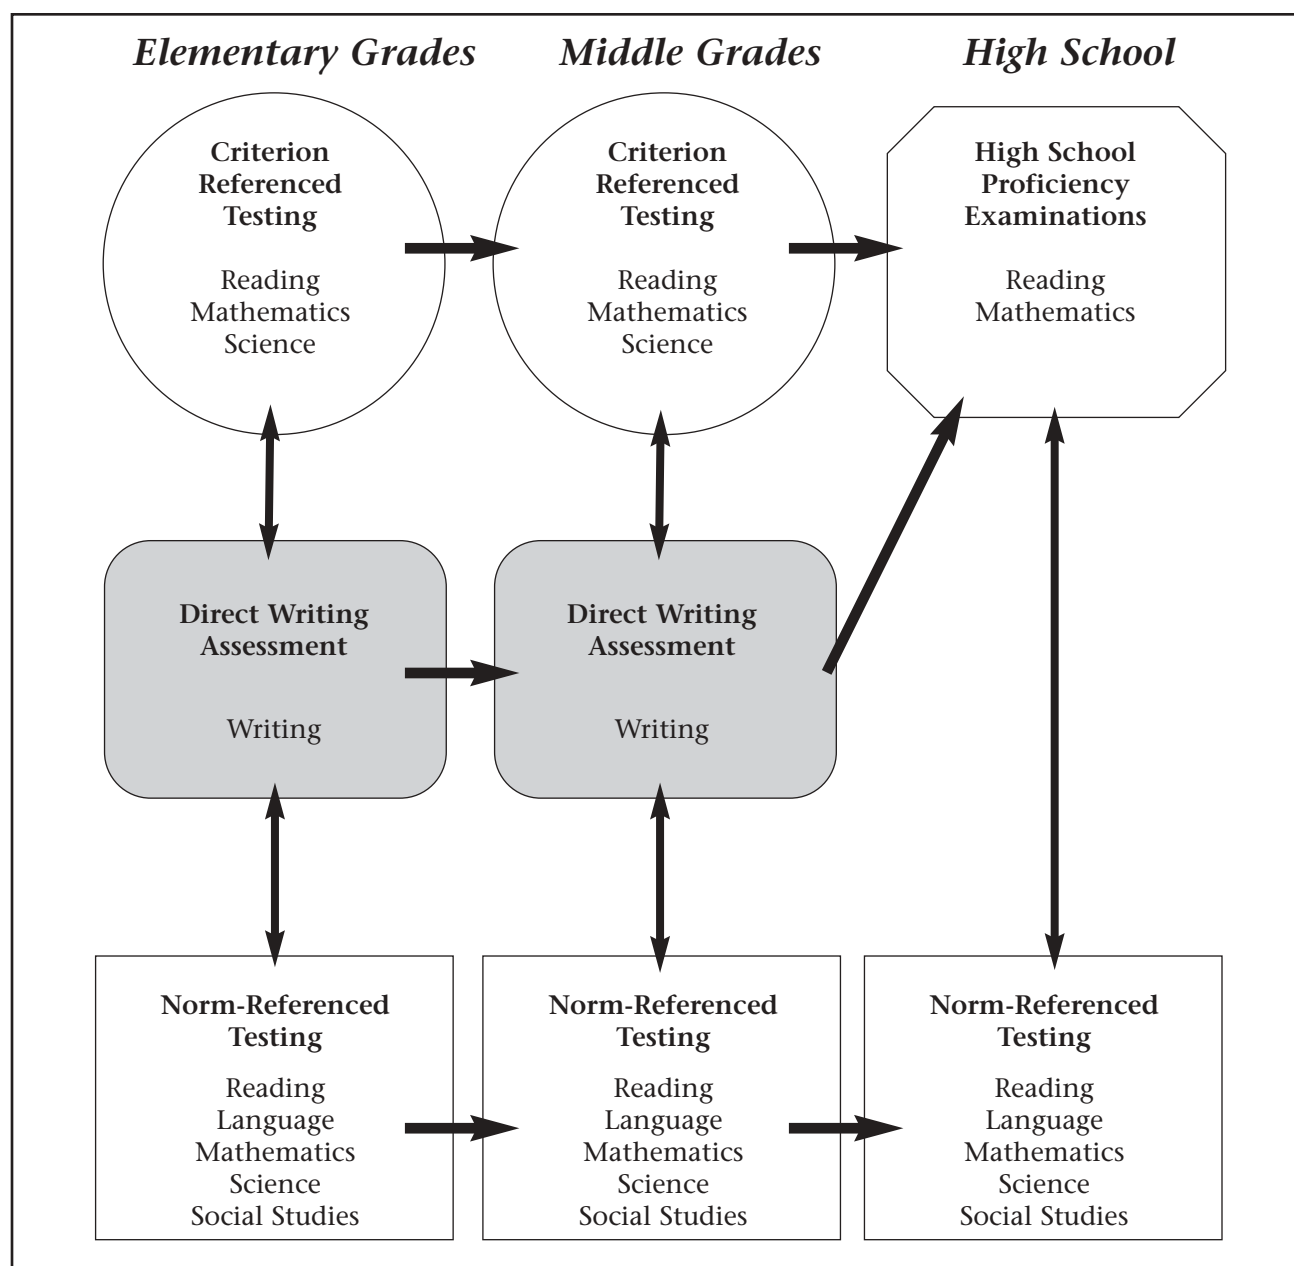 Elementary Grades
Middle Grades
High School
Criterion
Referenced
Testing
Reading
Mathematics
Science
Criterion
Referenced
Testing
Reading
Mathematics
Science
High School
Proficiency
Examinations
Reading
Mathematics
Direct Writing
Assessment
Writing
Direct Writing
Assessment
Writing
Norm-Referenced
Testing
Reading
Language
Mathematics
Science
Social Studies
Norm-Referenced
Testing
Reading
Language
Mathematics
Science
Social Studies
Norm-Referenced
Testing
Reading
Language
Mathematics
Science
Social Studies